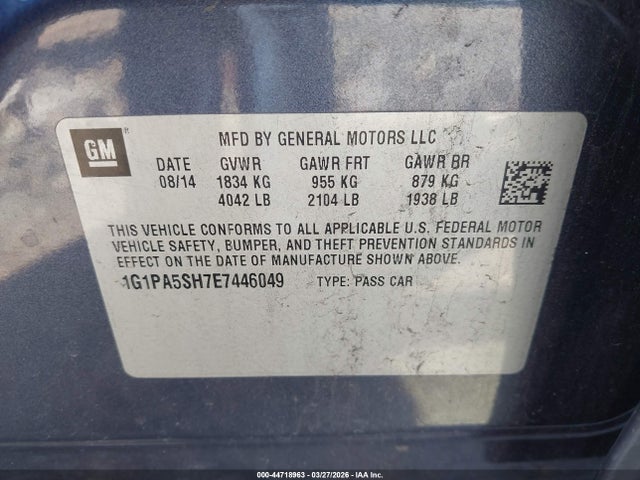 GM
MFD BY GENERAL MOTORS LLC
DATE GVWR GAWR FRT GAWR RR
08/14 1834 KG 955 KG 879 KG
4042 LB 2104 LB 1938 LB
THIS VEHICLE CONFORMS TO ALL APPLICABLE U.S. FEDERAL MOTOR
VEHICLE SAFETY, BUMPER, AND THEFT PREVENTION STANDARDS IN
EFFECT ON THE DATE OF MANUFACTURE SHOWN ABOVE.
1G1PA5SH7E7446049 TYPE: PASS CAR
000-44718963 | 03/27/2026 | IAA Inc.